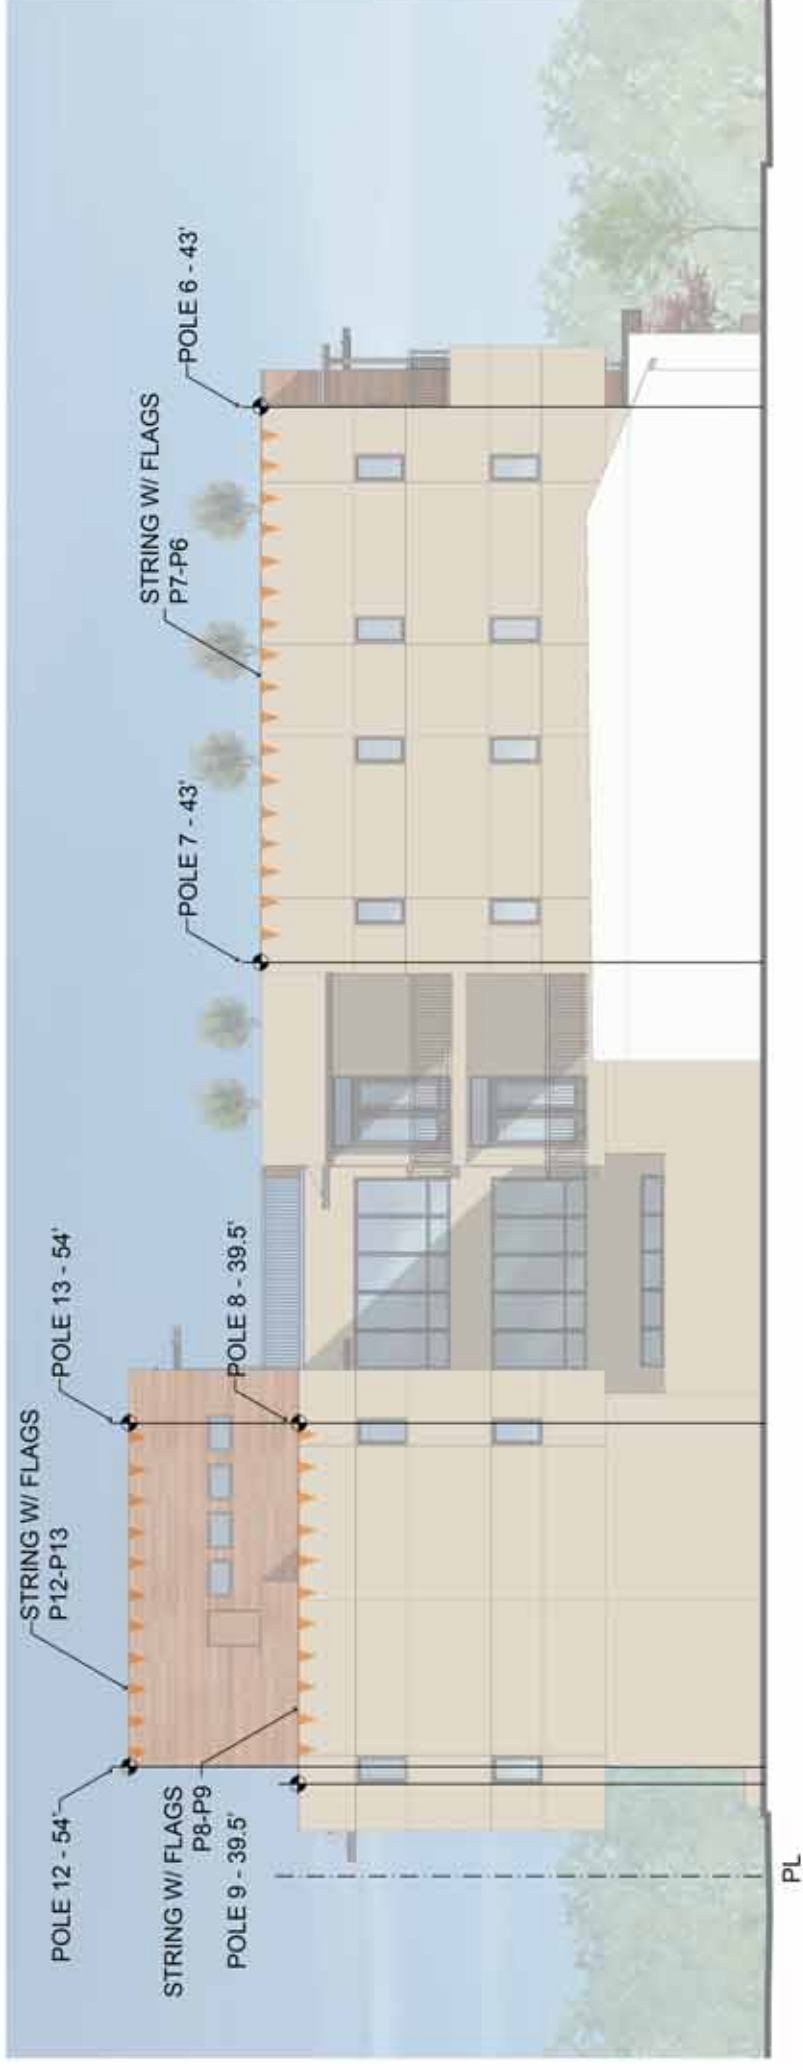 POLE 12 - 54'
STRING W/ FLAGS
P12-P13
POLE 13 - 54'
STRING W/ FLAGS
P8-P9
POLE 9 - 39.5'
POLE 8 - 39.5'
POLE 7 - 43'
STRING W/ FLAGS
P7-P6
POLE 6 - 43'
PL